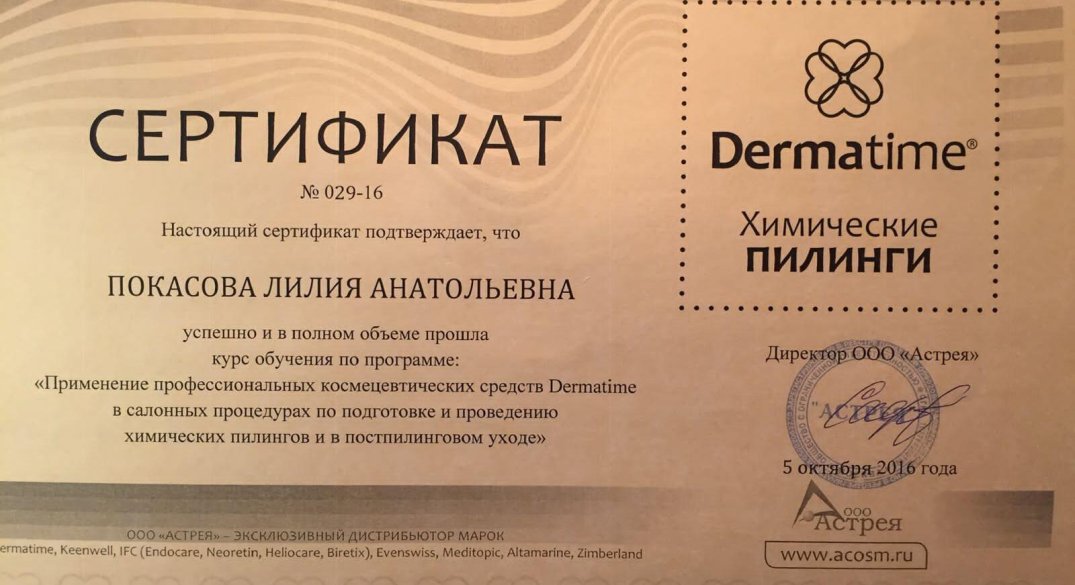 СЕРТИФИКАТ
№ 029-16
Настоящий сертификат подтверждает, что
ПОКАСОВА ЛИЛИЯ АНАТОЛЬЕВНА
успешно и в полном объеме прошла
курс обучения по программе:
«Применение профессиональных космецевтических средств Dermatime
в салонных процедурах по подготовке и проведению
химических пилингов и в постпилинговом уходе»
ООО «АСТРЕЯ» – ЭКСКЛЮЗИВНЫЙ ДИСТРИБЬЮТОР МАРОК
ermatime, Keenwell, IFC (Endocare, Neoretin, Heliocare, Biretix), Evenswiss, Meditopic, Altamarine, Zimberland
Dermatime®
Химические
ПИЛИНГИ
Директор ООО «Астрея»
5 октября 2016 года
ООО
Астрея
www.acosm.ru